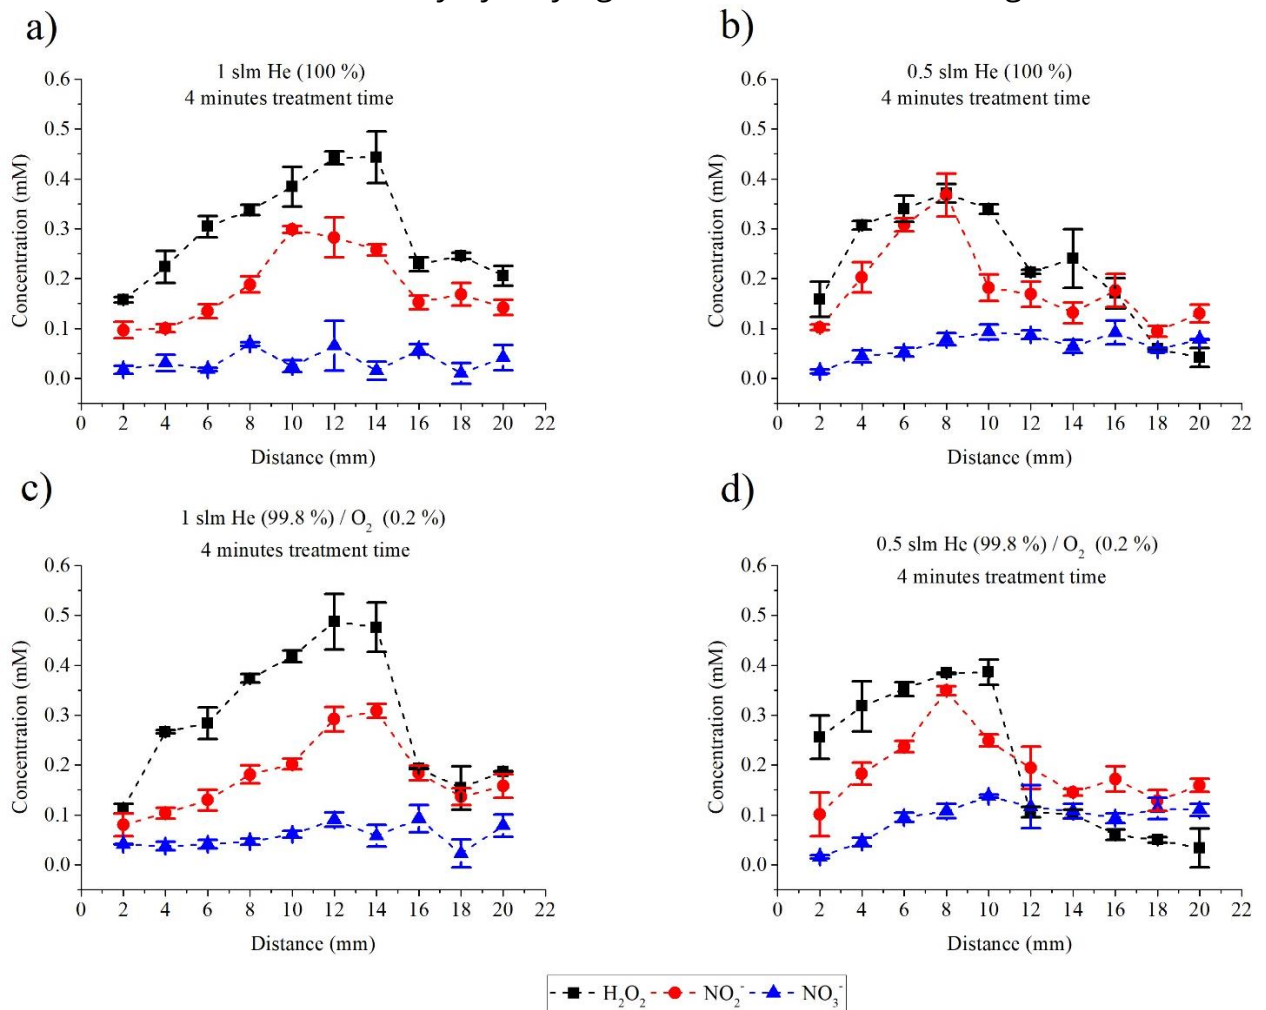 a)
1 slm He (100 %)
4 minutes treatment time
0.6
0.5
0.4
0.3
0.2
0.1
0.0
Concentration (mM)
0 2 4 6 8 10 12 14 16 18 20 22
Distance (mm)
b)
0.5 slm He (100 %)
4 minutes treatment time
0.6
0.5
0.4
0.3
0.2
0.1
0.0
Concentration (mM)
0 2 4 6 8 10 12 14 16 18 20 22
Distance (mm)
c)
1 slm He (99.8 %) / O₂ (0.2 %)
4 minutes treatment time
0.6
0.5
0.4
0.3
0.2
0.1
0.0
Concentration (mM)
0 2 4 6 8 10 12 14 16 18 20 22
Distance (mm)
d)
0.5 slm He (99.8 %) / O₂ (0.2 %)
4 minutes treatment time
0.6
0.5
0.4
0.3
0.2
0.1
0.0
Concentration (mM)
0 2 4 6 8 10 12 14 16 18 20 22
Distance (mm)
H₂O₂ NO₂⁻ NO₃⁻